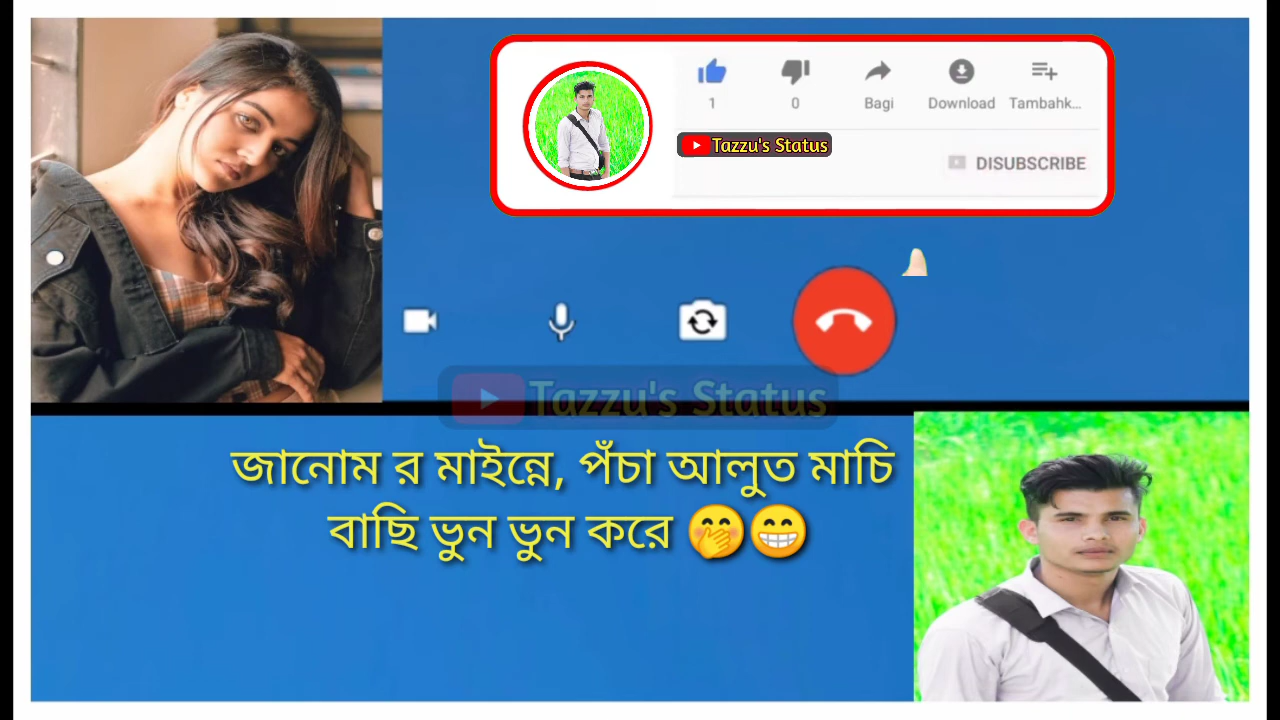 1
0
Bagi
Download
Tambahk...
Tazzu's Status
DISUBSCRIBE
Tazzu's Status
জানোম র মাইন্নে, পঁচা আলুত মাচি
বাছি ভুন ভুন করে 🤭😁